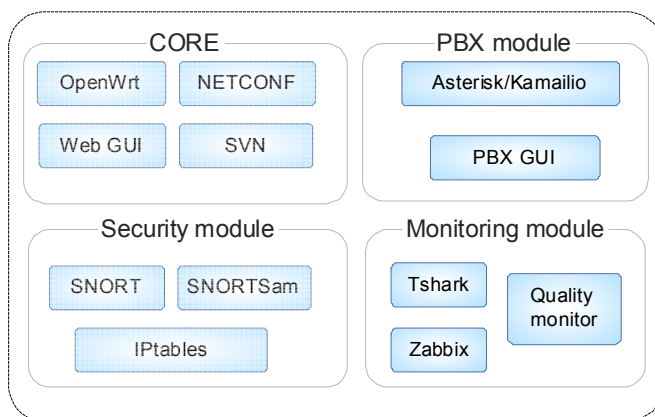 CORE
OpenWrt
NETCONF
Web GUI
SVN
PBX module
Asterisk/Kamailio
PBX GUI
Security module
SNORT
SNORTSam
IPtables
Monitoring module
Tshark
Quality
monitor
Zabbix